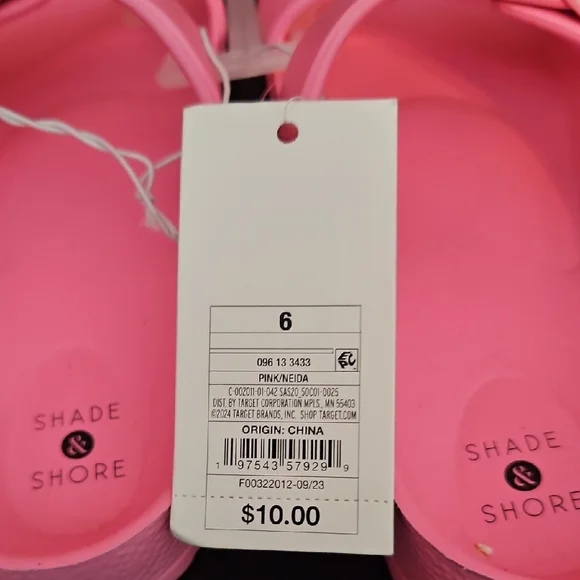 6
096 13 3433
EPC
PINK/NEIDA
C-002011-01-042 SAS20_50C01-0025
DIST. BY TARGET CORPORATION MPLS., MN 55403
©2024 TARGET BRANDS, INC. SHOP TARGET.COM
ORIGIN: CHINA
1 97543 57929 9
F00322012-09/23
$10.00
SHADE
&
SHORE
SHADE
&
SHORE